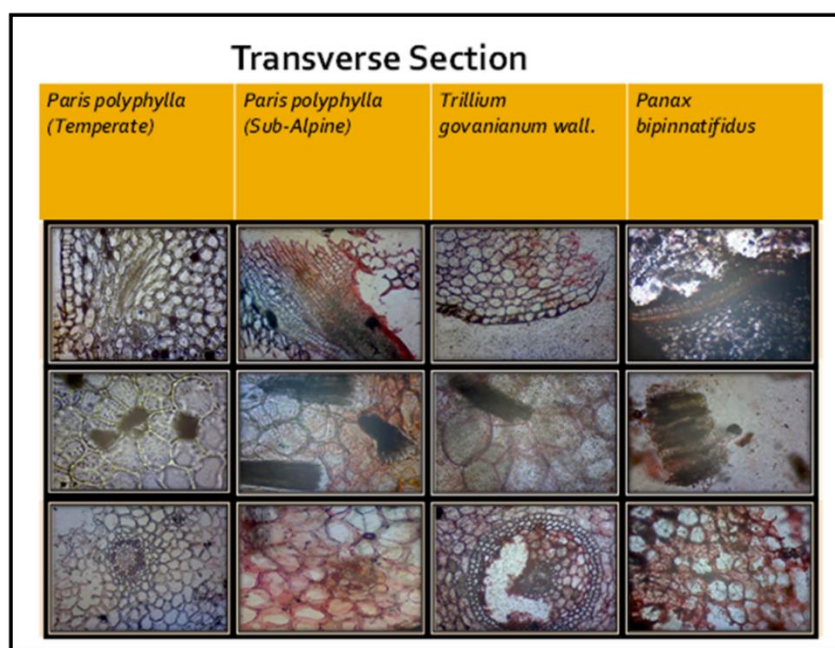 Transverse Section
Paris polyphylla
(Temperate)
Paris polyphylla
(Sub-Alpine)
Trillium
govanianum wall.
Panax
bipinnatifidus